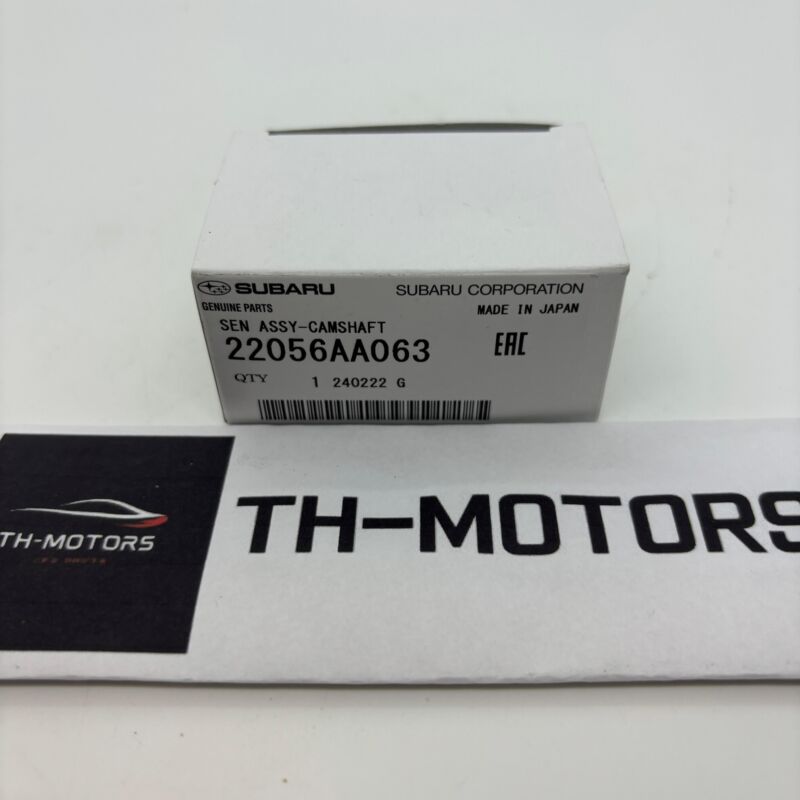 SUBARU SUBARU CORPORATION
GENUINE PARTS MADE IN JAPAN
SEN ASSY-CAMSHAFT
22056AA063 EAC
QTY 1 240222 G
TH-MOTORS
TH-MOTORS